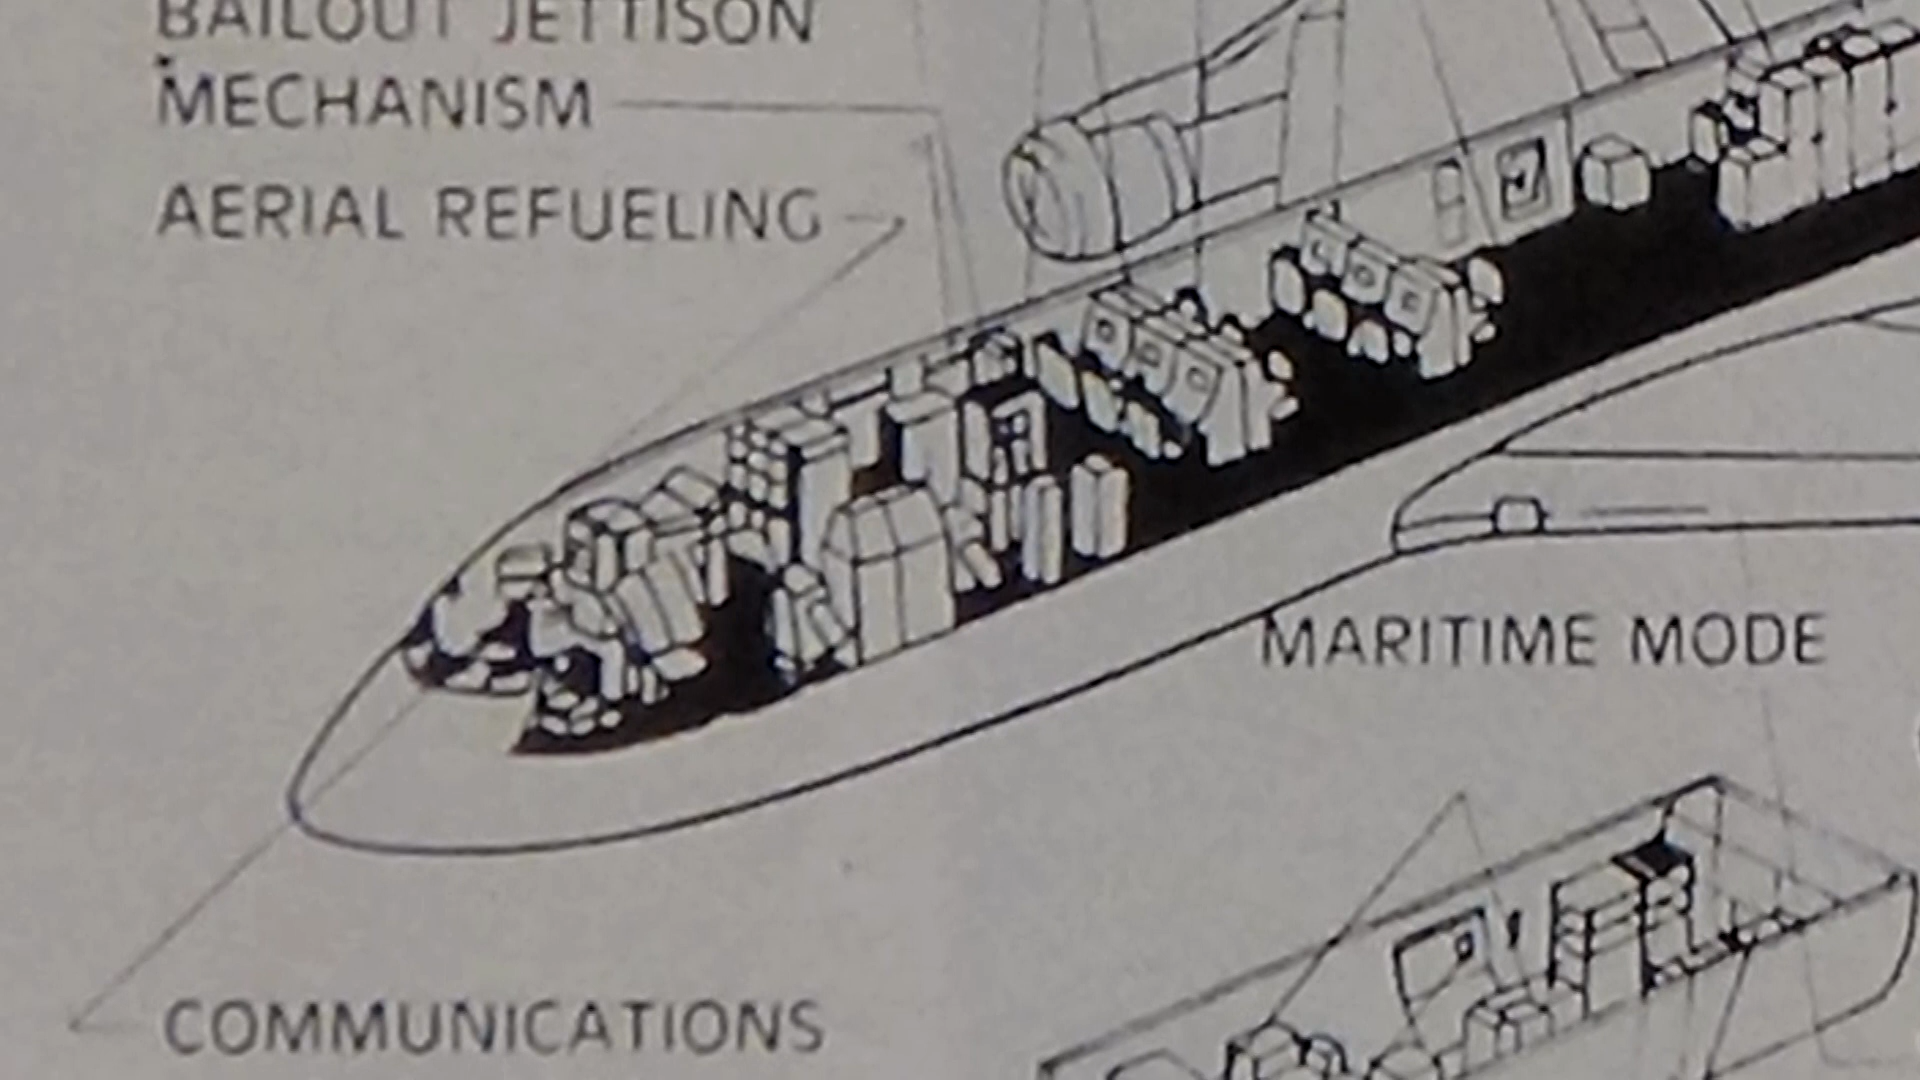 BAILOUT JETTISON
MECHANISM
AERIAL REFUELING
MARITIME MODE
COMMUNICATIONS